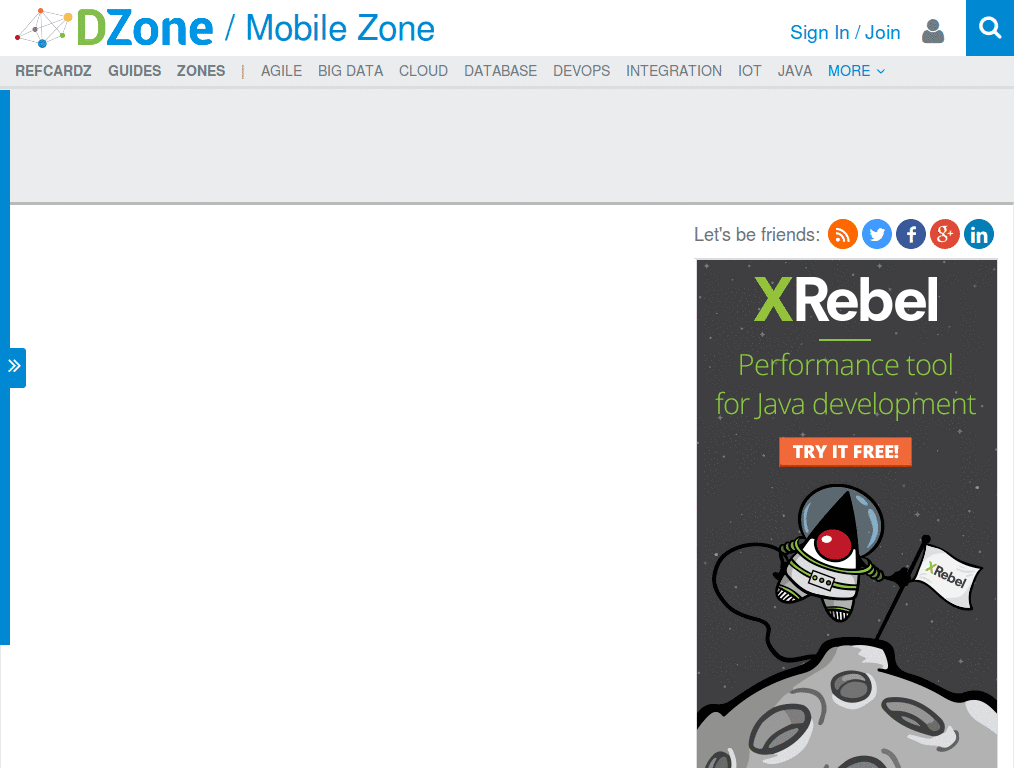 DZone / Mobile Zone
Sign In / Join
REFCARDZ GUIDES ZONES | AGILE BIG DATA CLOUD DATABASE DEVOPS INTEGRATION IOT JAVA MORE
Let's be friends:
XRebel
Performance tool
for Java development
TRY IT FREE!
XRebel